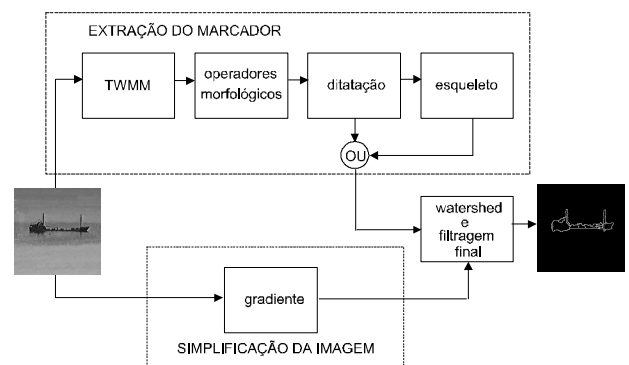 EXTRAÇÃO DO MARCADOR
TWMM
operadores
morfológicos
ditatação
esqueleto
OU
watershed
e
filtragem
final
gradiente
SIMPLIFICAÇÃO DA IMAGEM